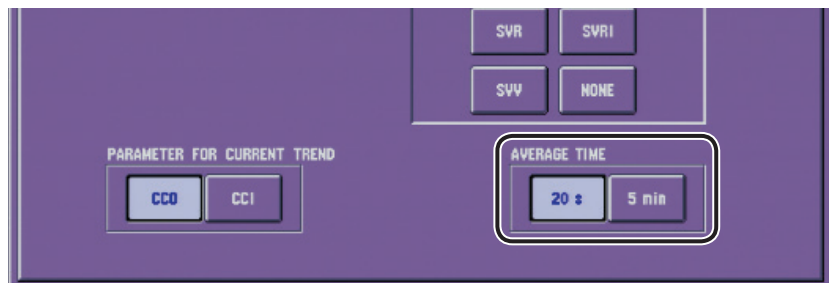 SVR SVRI
SVV NONE
PARAMETER FOR CURRENT TREND
AVERAGE TIME
CCO CCI
20 s 5 min